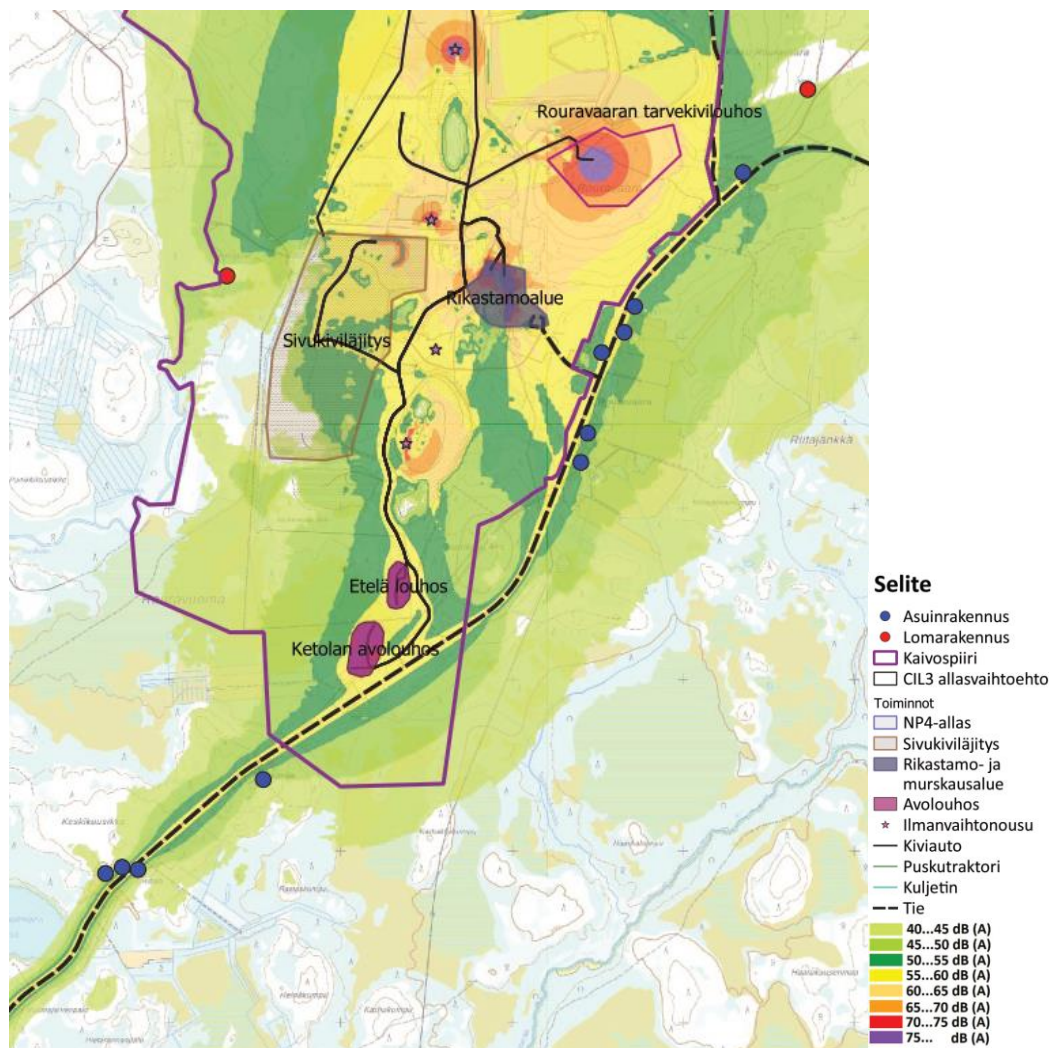 Rouravaaran tarvekivilouhos
Rikastamoalue
Sivukiviläjitys
Riitajänkkä
Etelä louhos
Ketolan avolouhos
Selite
Asuinrakennus
Lomarakennus
Kaivospiiri
CIL3 allasvaihtoehto
Toiminnot
NP4-allas
Sivukiviläjitys
Rikastamo- ja
murskausalue
Avolouhos
Ilmanvaihtonousu
Kiviauto
Puskutraktori
Kuljetin
Tie
40...45 dB (A)
45...50 dB (A)
50...55 dB (A)
55...60 dB (A)
60...65 dB (A)
65...70 dB (A)
70...75 dB (A)
75... dB (A)